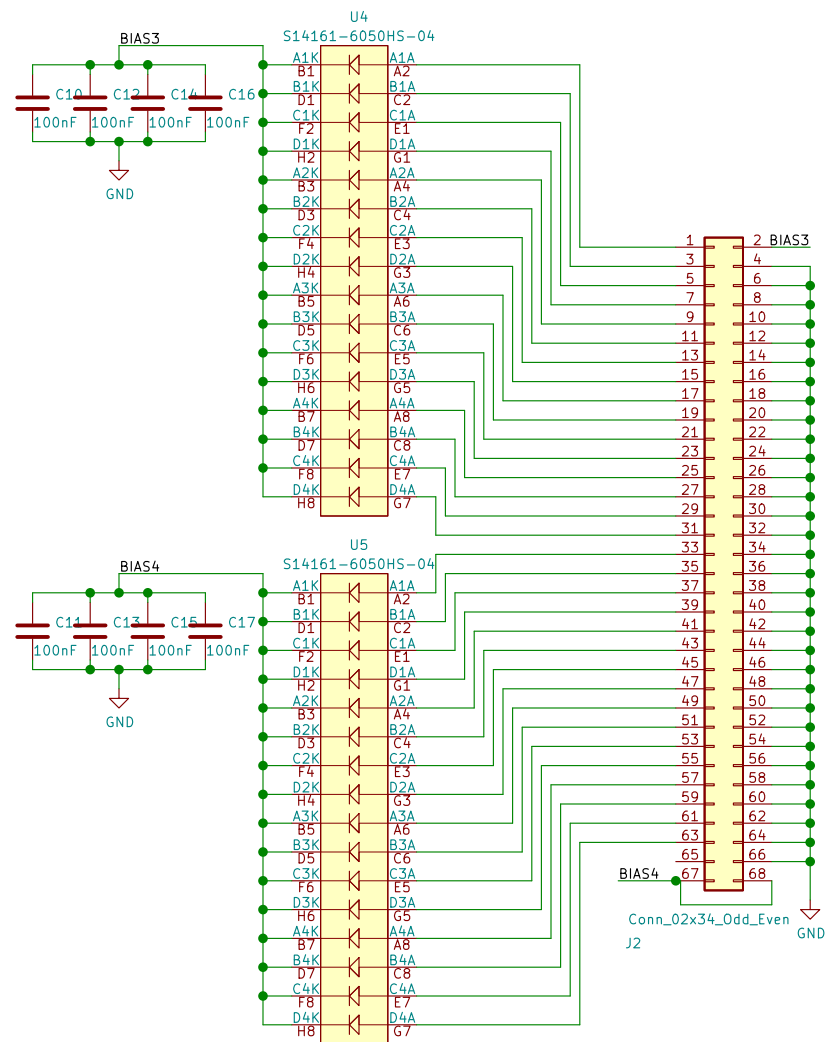 U4
S14161-6050HS-04
BIAS3
C10 C12 C14 C16
100nF 100nF 100nF 100nF
GND
A1K A1A
B1 A2
B1K B1A
D1 C2
C1K C1A
F2 E1
D1K D1A
H2 G1
A2K A2A
B3 A4
B2K B2A
D3 C4
C2K C2A
F4 E3
D2K D2A
H4 G3
A3K A3A
B5 A6
B3K B3A
D5 C6
C3K C3A
F6 E5
D3K D3A
H6 G5
A4K A4A
B7 A8
B4K B4A
D7 C8
C4K C4A
F8 E7
D4K D4A
H8 G7
U5
S14161-6050HS-04
BIAS4
C11 C13 C15 C17
100nF 100nF 100nF 100nF
GND
A1K A1A
B1 A2
B1K B1A
D1 C2
C1K C1A
F2 E1
D1K D1A
H2 G1
A2K A2A
B3 A4
B2K B2A
D3 C4
C2K C2A
F4 E3
D2K D2A
H4 G3
A3K A3A
B5 A6
B3K B3A
D5 C6
C3K C3A
F6 E5
D3K D3A
H6 G5
A4K A4A
B7 A8
B4K B4A
D7 C8
C4K C4A
F8 E7
D4K D4A
H8 G7
1 2 BIAS3
3 4
5 6
7 8
9 10
11 12
13 14
15 16
17 18
19 20
21 22
23 24
25 26
27 28
29 30
31 32
33 34
35 36
37 38
39 40
41 42
43 44
45 46
47 48
49 50
51 52
53 54
55 56
57 58
59 60
61 62
63 64
65 66
BIAS4 67 68
Conn_02x34_Odd_Even
J2
GND